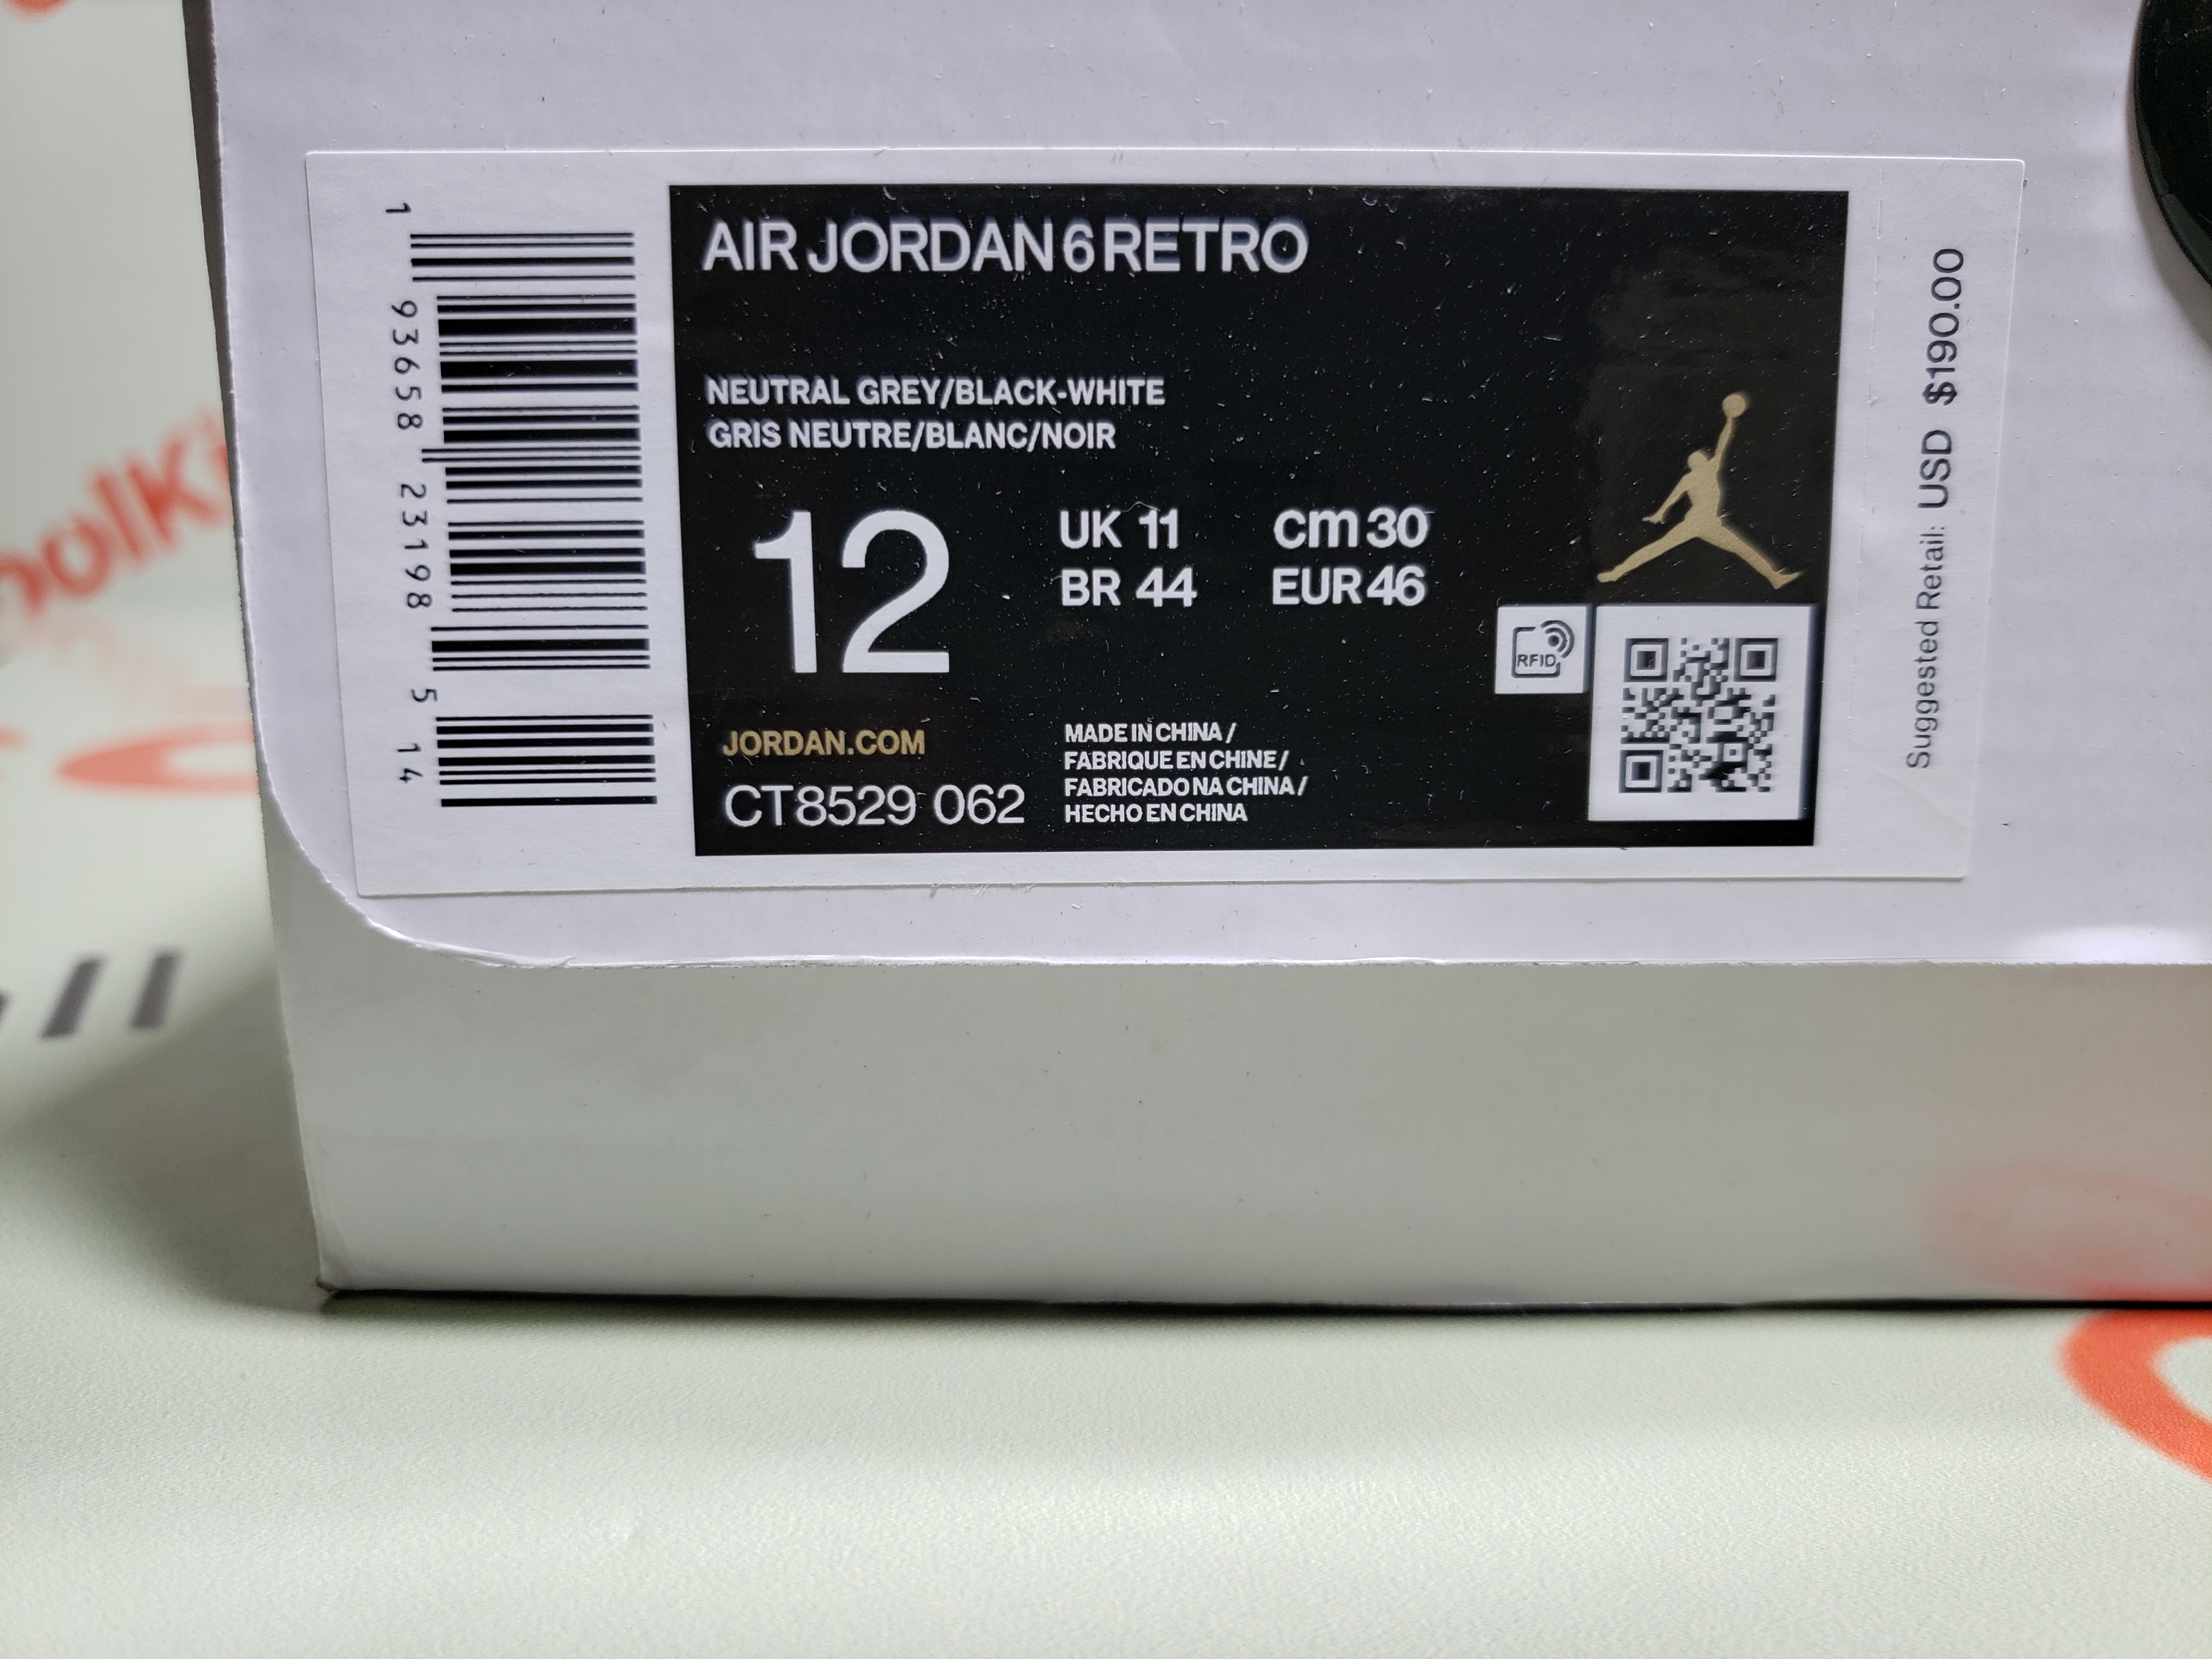 AIR JORDAN 6 RETRO
NEUTRAL GREY/BLACK-WHITE
GRIS NEUTRE/BLANC/NOIR
12
UK 11
cm 30
BR 44
EUR 46
RFID
JORDAN.COM
CT8529 062
MADE IN CHINA /
FABRIQUE EN CHINE /
FABRICADO NA CHINA /
HECHO EN CHINA
1 93658 23198 5 14
Suggested Retail: USD $190.00